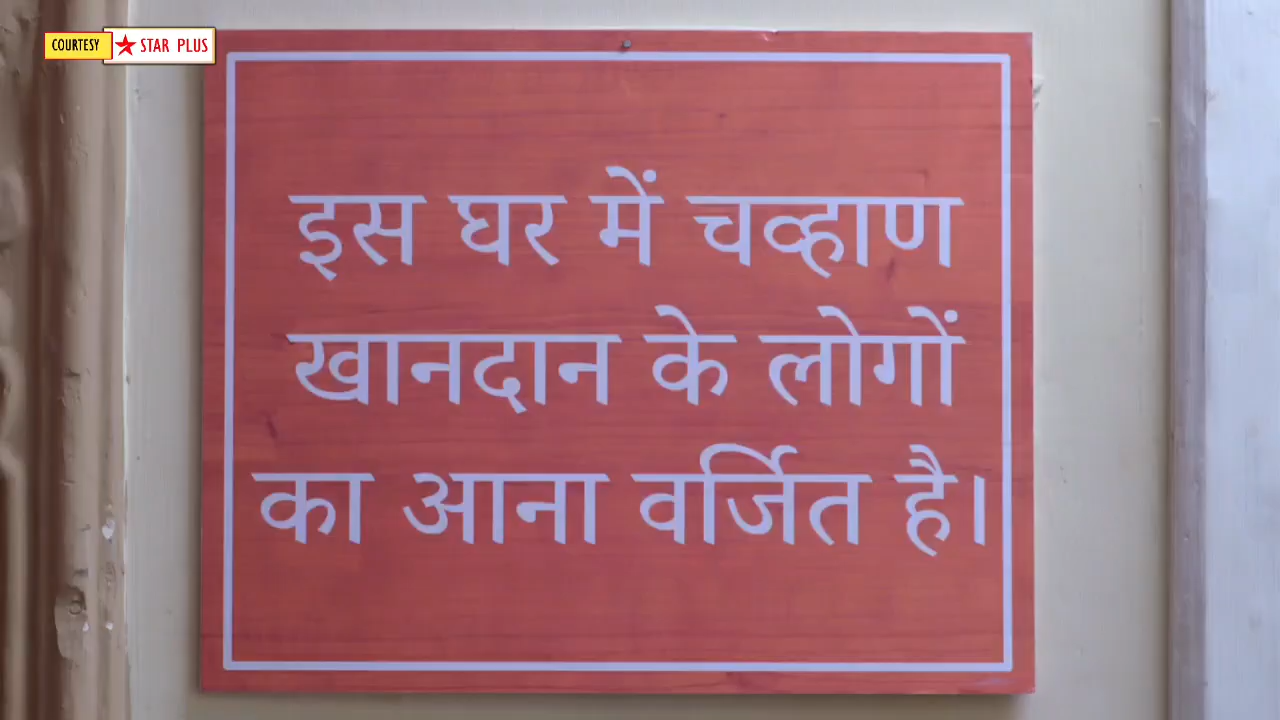 COURTESY STAR PLUS
इस घर में चव्हाण
खानदान के लोगों
का आना वर्जित है।